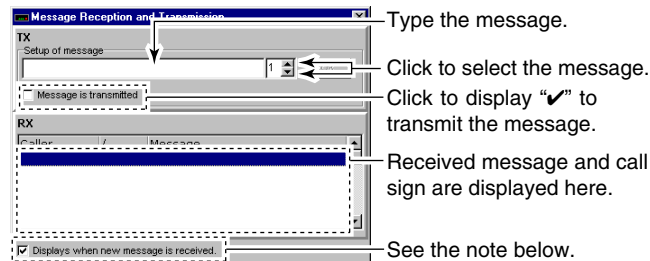 Message Reception and Transmission
Type the message.
TX
Setup of message
1
Click to select the message.
Message is transmitted
Click to display “✔” to
transmit the message.
RX
Caller / Message
Received message and call
sign are displayed here.
Displays when new message is received.
See the note below.